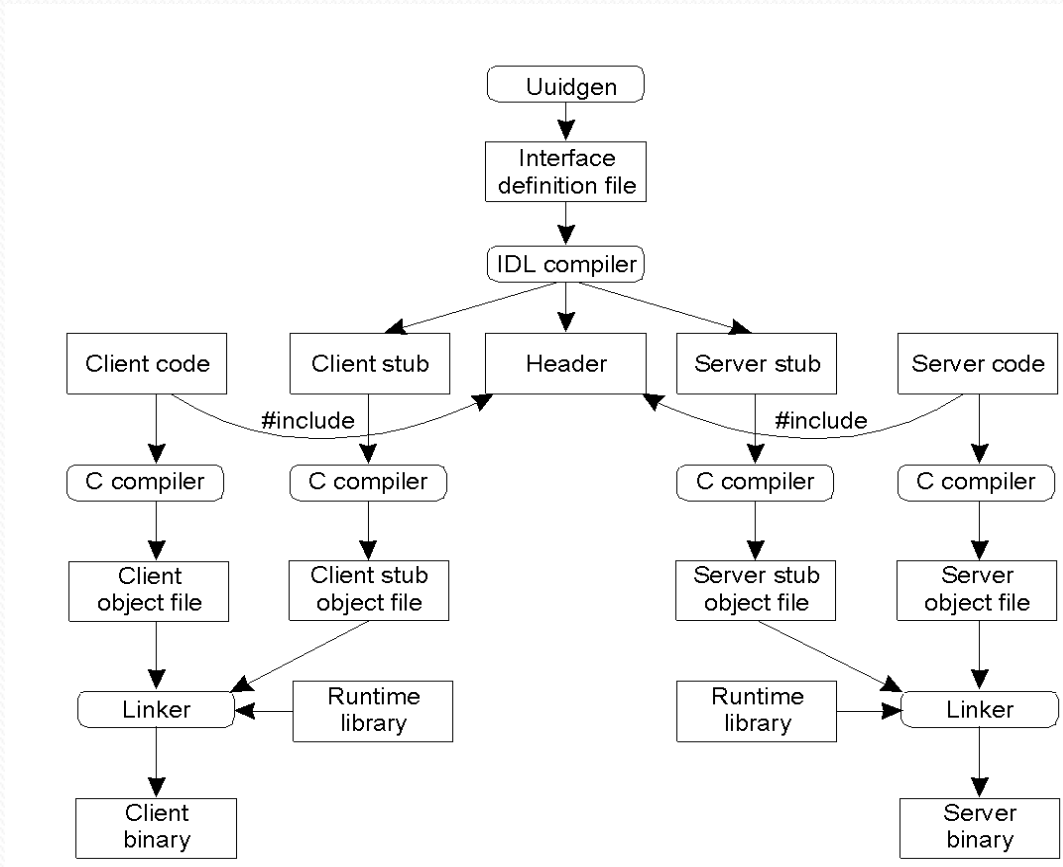 Uuidgen
Interface
definition file
IDL compiler
Client code
Client stub
Header
Server stub
Server code
#include
#include
C compiler
C compiler
C compiler
C compiler
Client
object file
Client stub
object file
Server stub
object file
Server
object file
Linker
Runtime
library
Runtime
library
Linker
Client
binary
Server
binary